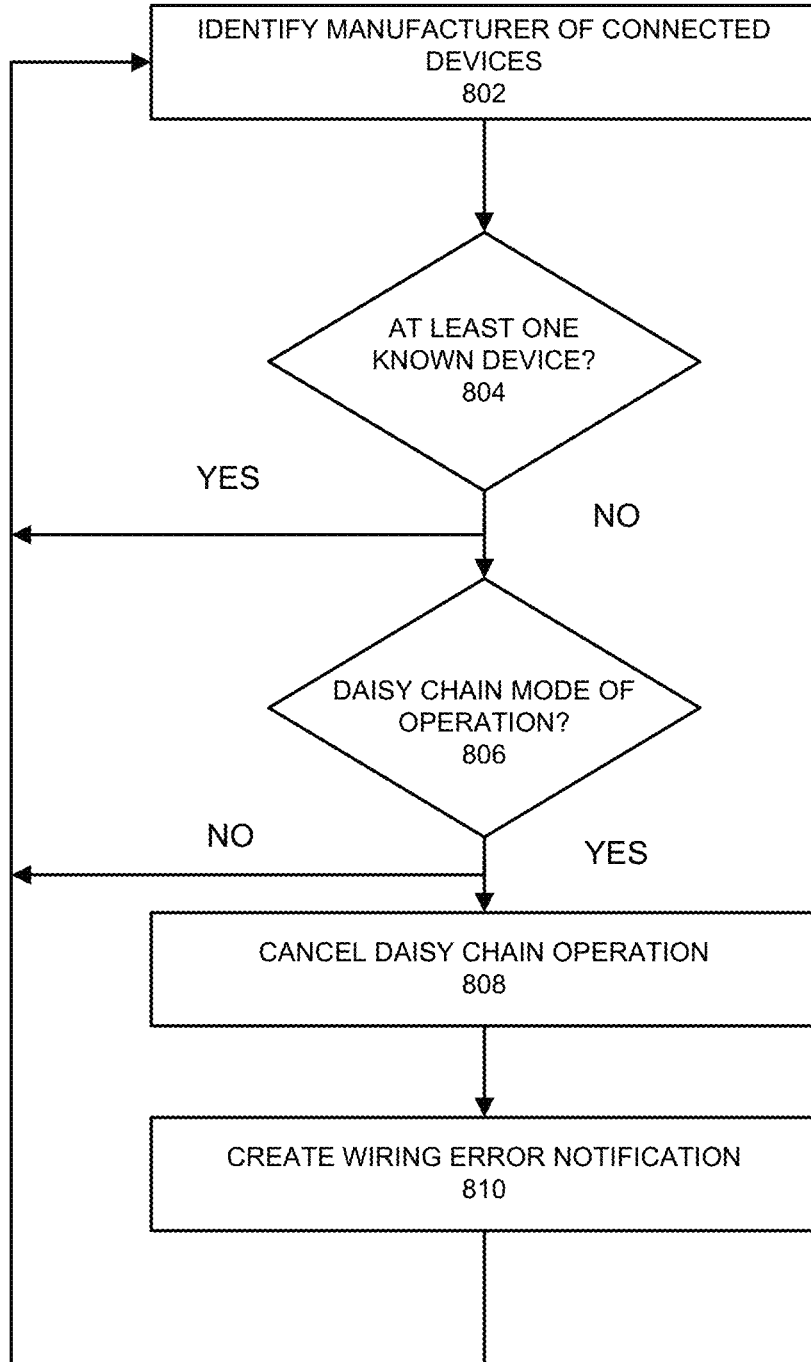 IDENTIFY MANUFACTURER OF CONNECTED
DEVICES
802
AT LEAST ONE
KNOWN DEVICE?
804
YES
NO
DAISY CHAIN MODE OF
OPERATION?
806
NO
YES
CANCEL DAISY CHAIN OPERATION
808
CREATE WIRING ERROR NOTIFICATION
810